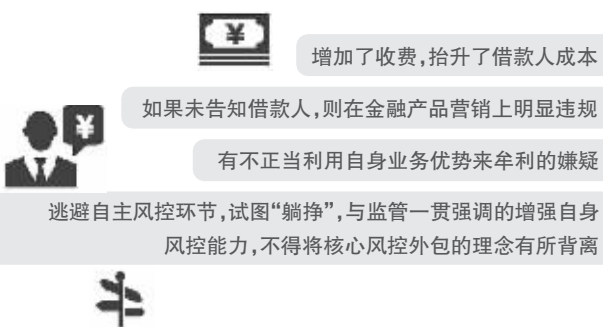 ¥
增加了收费,抬升了借款人成本
如果未告知借款人,则在金融产品营销上明显违规
¥
有不正当利用自身业务优势来牟利的嫌疑
逃避自主风控环节,试图“躺挣”,与监管一贯强调的增强自身
风控能力,不得将核心风控外包的理念有所背离